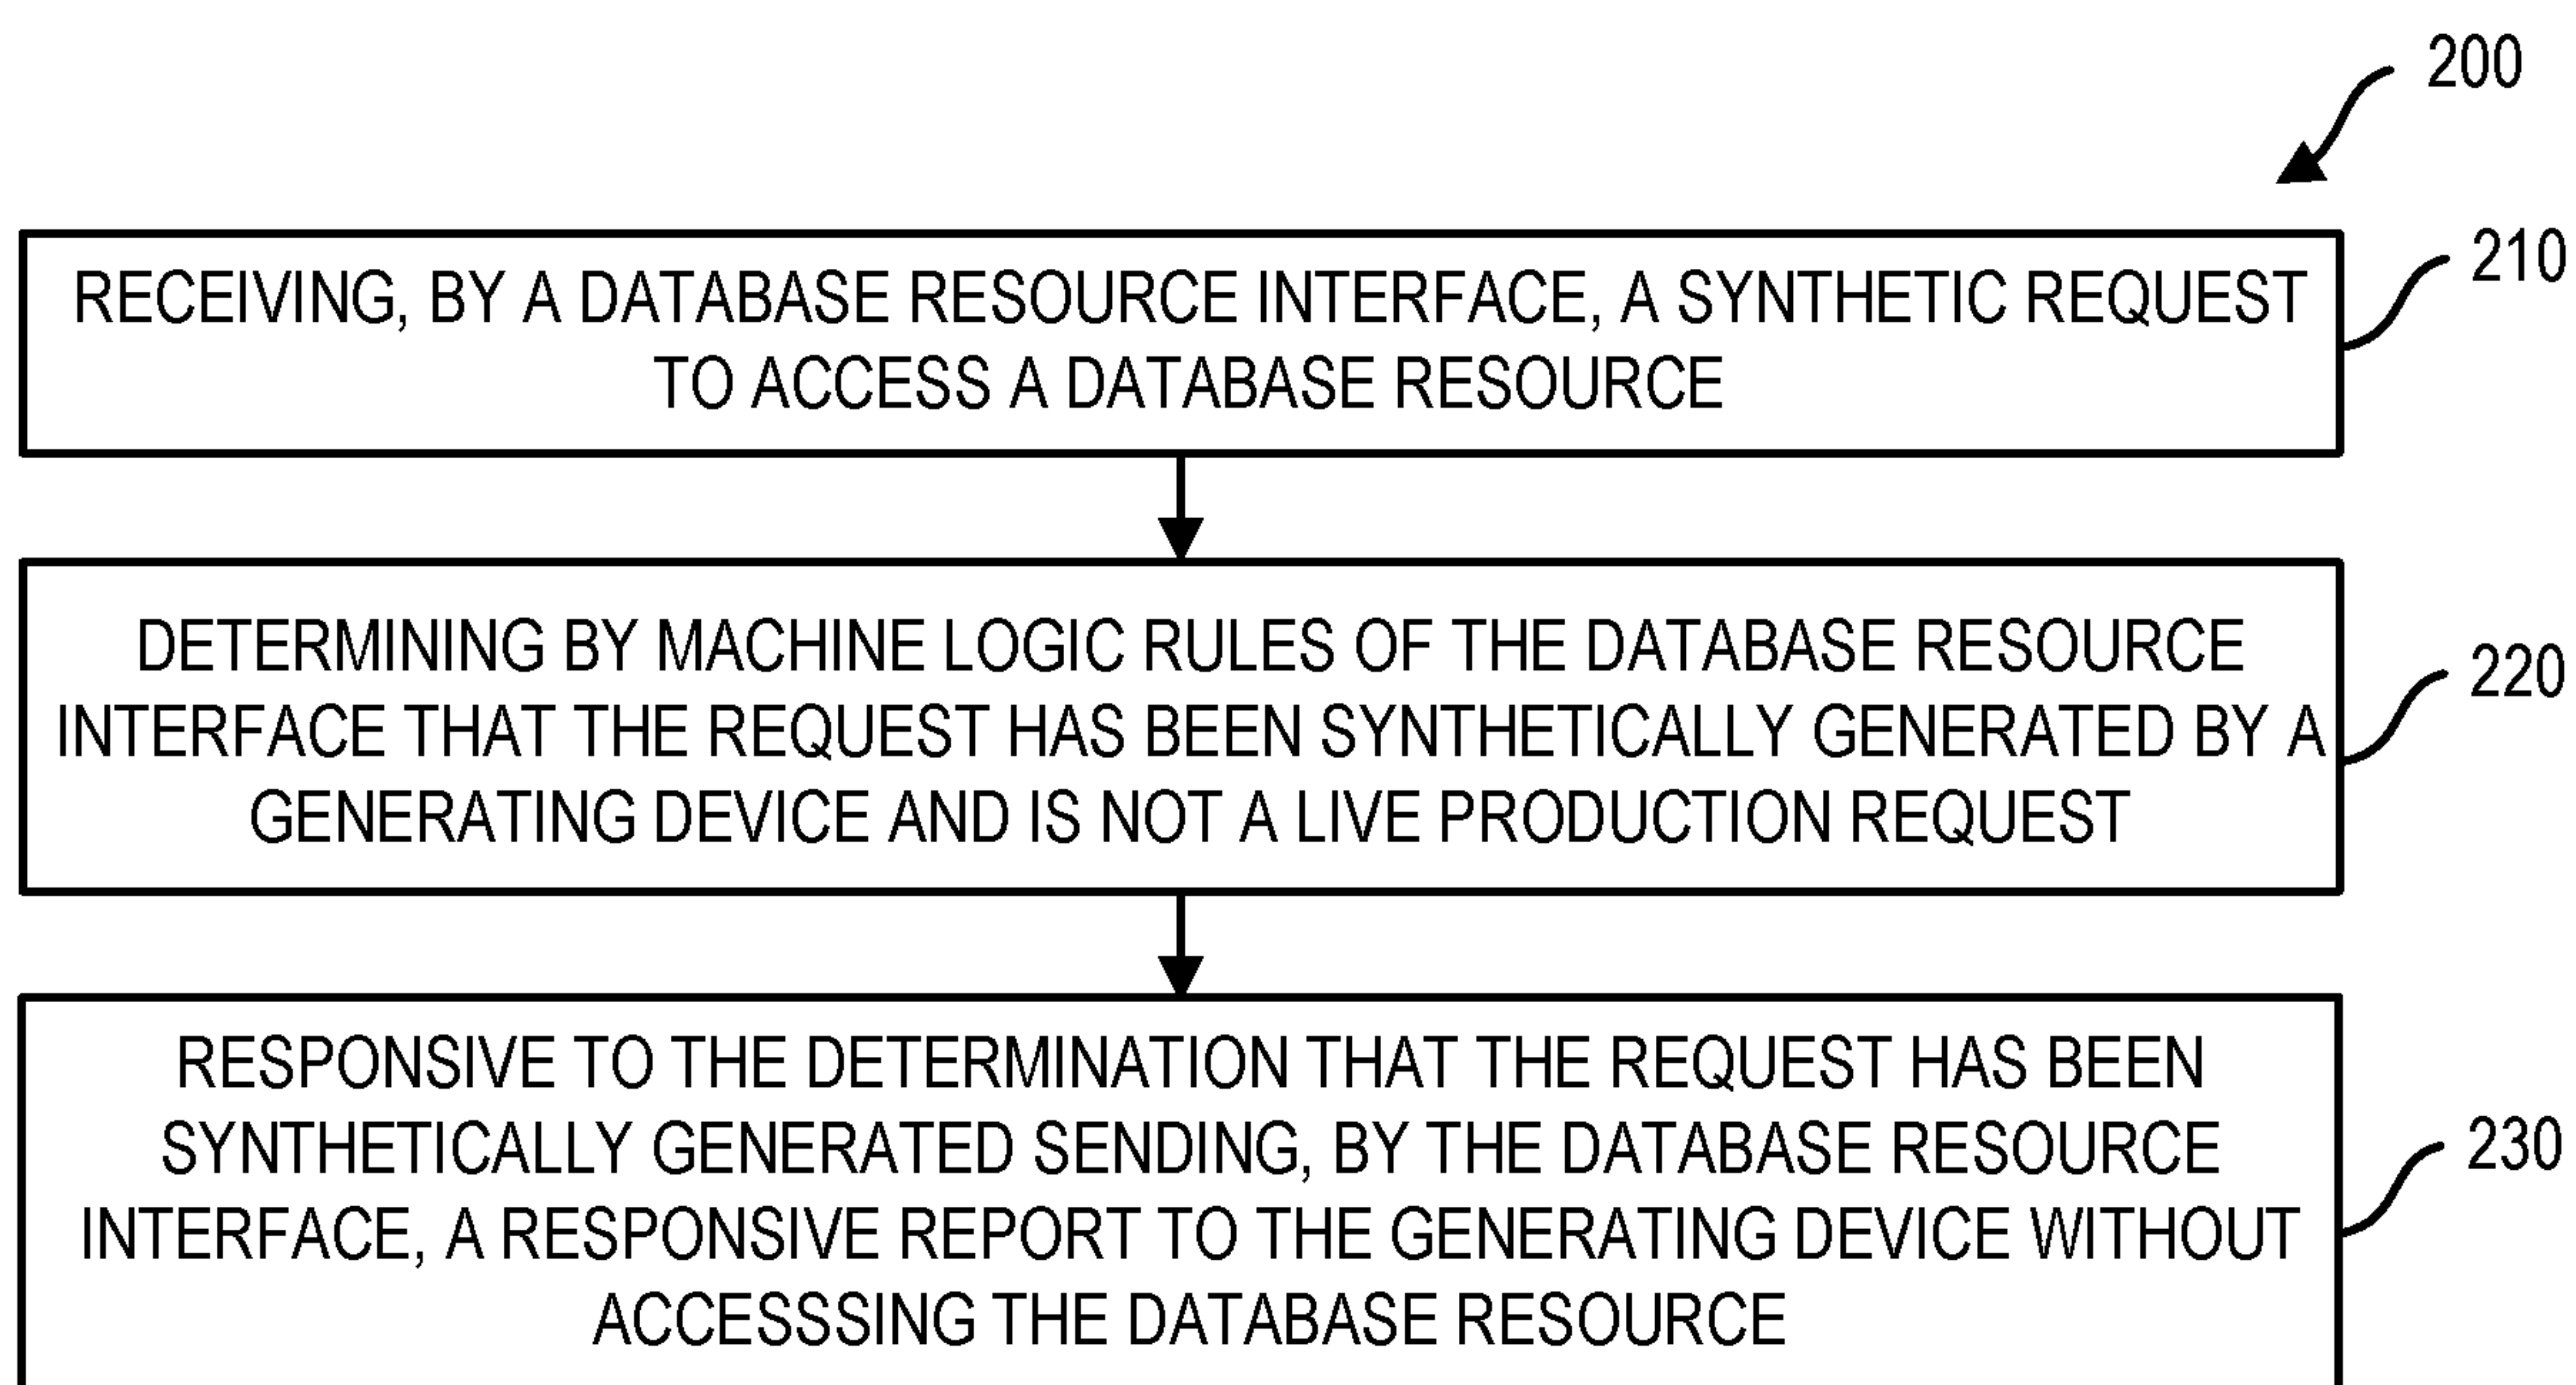 200
RECEIVING, BY A DATABASE RESOURCE INTERFACE, A SYNTHETIC REQUEST
TO ACCESS A DATABASE RESOURCE
210
DETERMINING BY MACHINE LOGIC RULES OF THE DATABASE RESOURCE
INTERFACE THAT THE REQUEST HAS BEEN SYNTHETICALLY GENERATED BY A
GENERATING DEVICE AND IS NOT A LIVE PRODUCTION REQUEST
220
RESPONSIVE TO THE DETERMINATION THAT THE REQUEST HAS BEEN
SYNTHETICALLY GENERATED SENDING, BY THE DATABASE RESOURCE
INTERFACE, A RESPONSIVE REPORT TO THE GENERATING DEVICE WITHOUT
ACCESSSING THE DATABASE RESOURCE
230